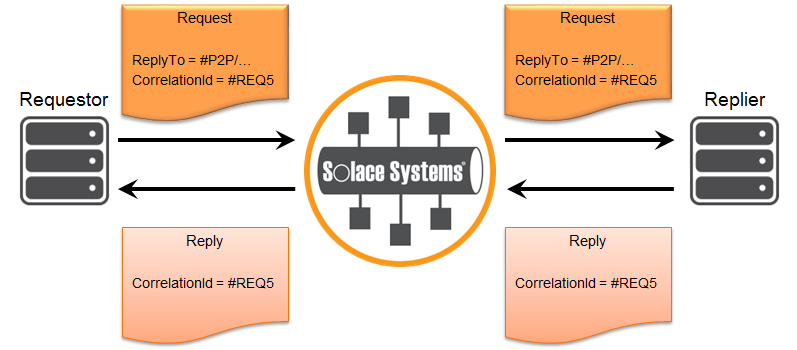 Request
ReplyTo = #P2P/…
CorrelationId = #REQ5
Request
ReplyTo = #P2P/…
CorrelationId = #REQ5
Requestor
Replier
Solace Systems®
Reply
CorrelationId = #REQ5
Reply
CorrelationId = #REQ5